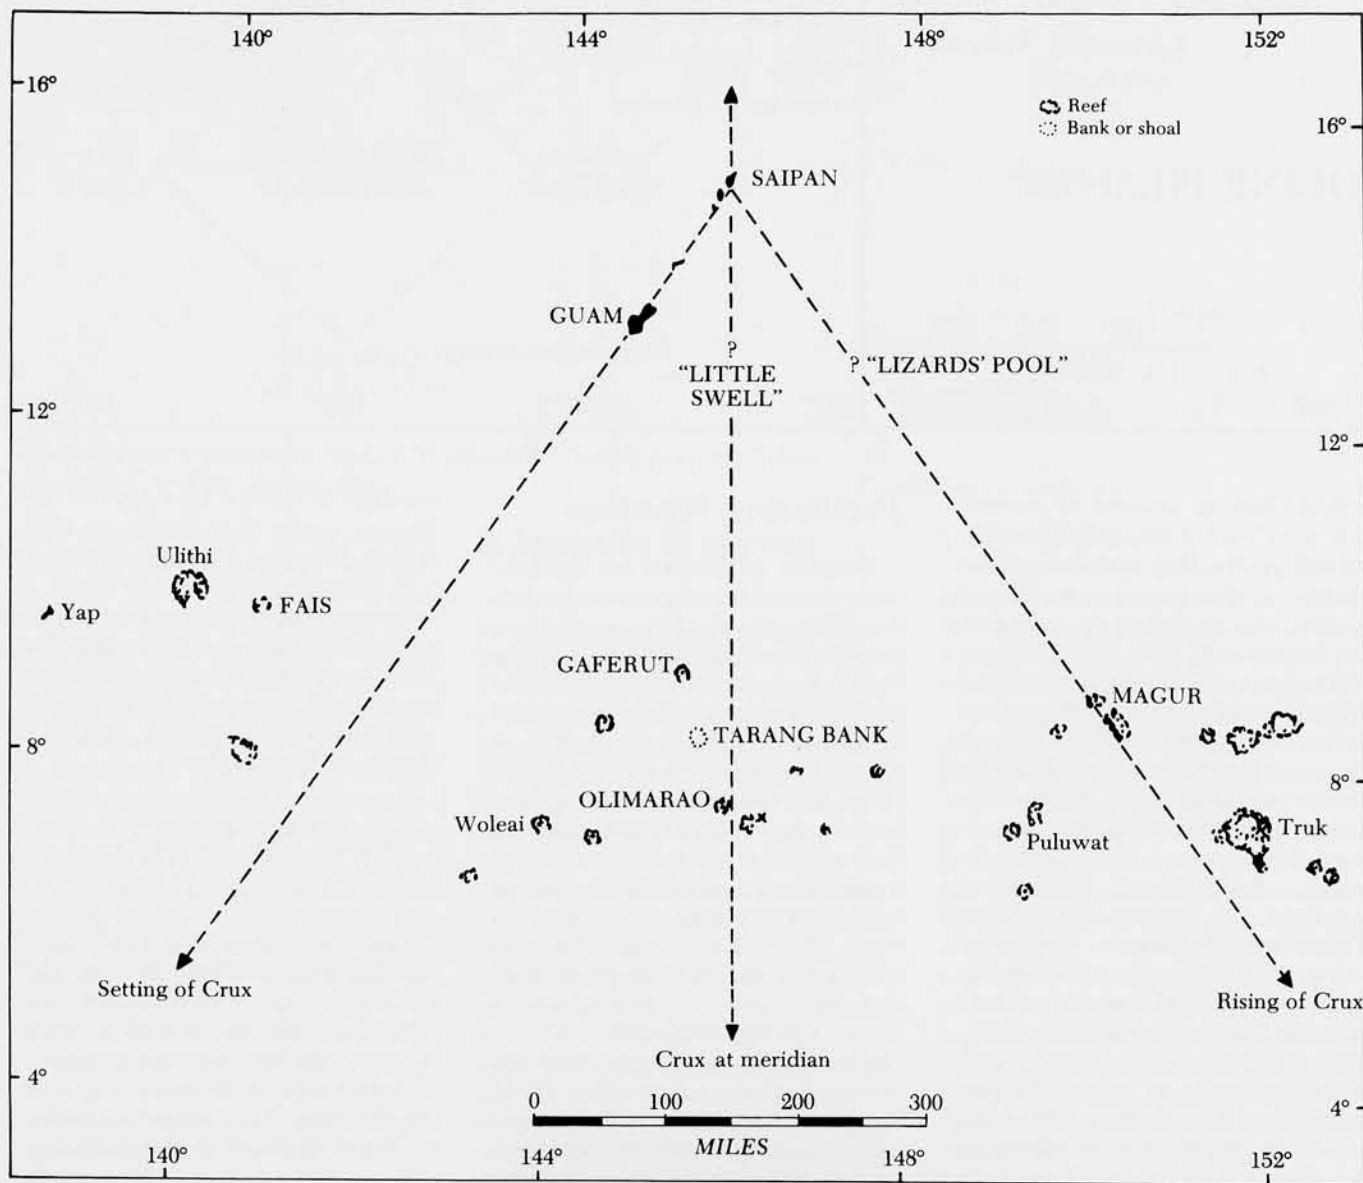 140°
144°
148°
152°
16°
Reef
Bank or shoal
16°
SAIPAN
GUAM
?
"LITTLE
SWELL"
? "LIZARDS' POOL"
12°
12°
Ulithi
Yap
FAIS
GAFERUT
MAGUR
TARANG BANK
8°
8°
OLIMARAO
Woleai
Puluwat
Truk
Setting of Crux
Rising of Crux
Crux at meridian
4°
4°
0
100
200
300
MILES
140°
144°
148°
152°